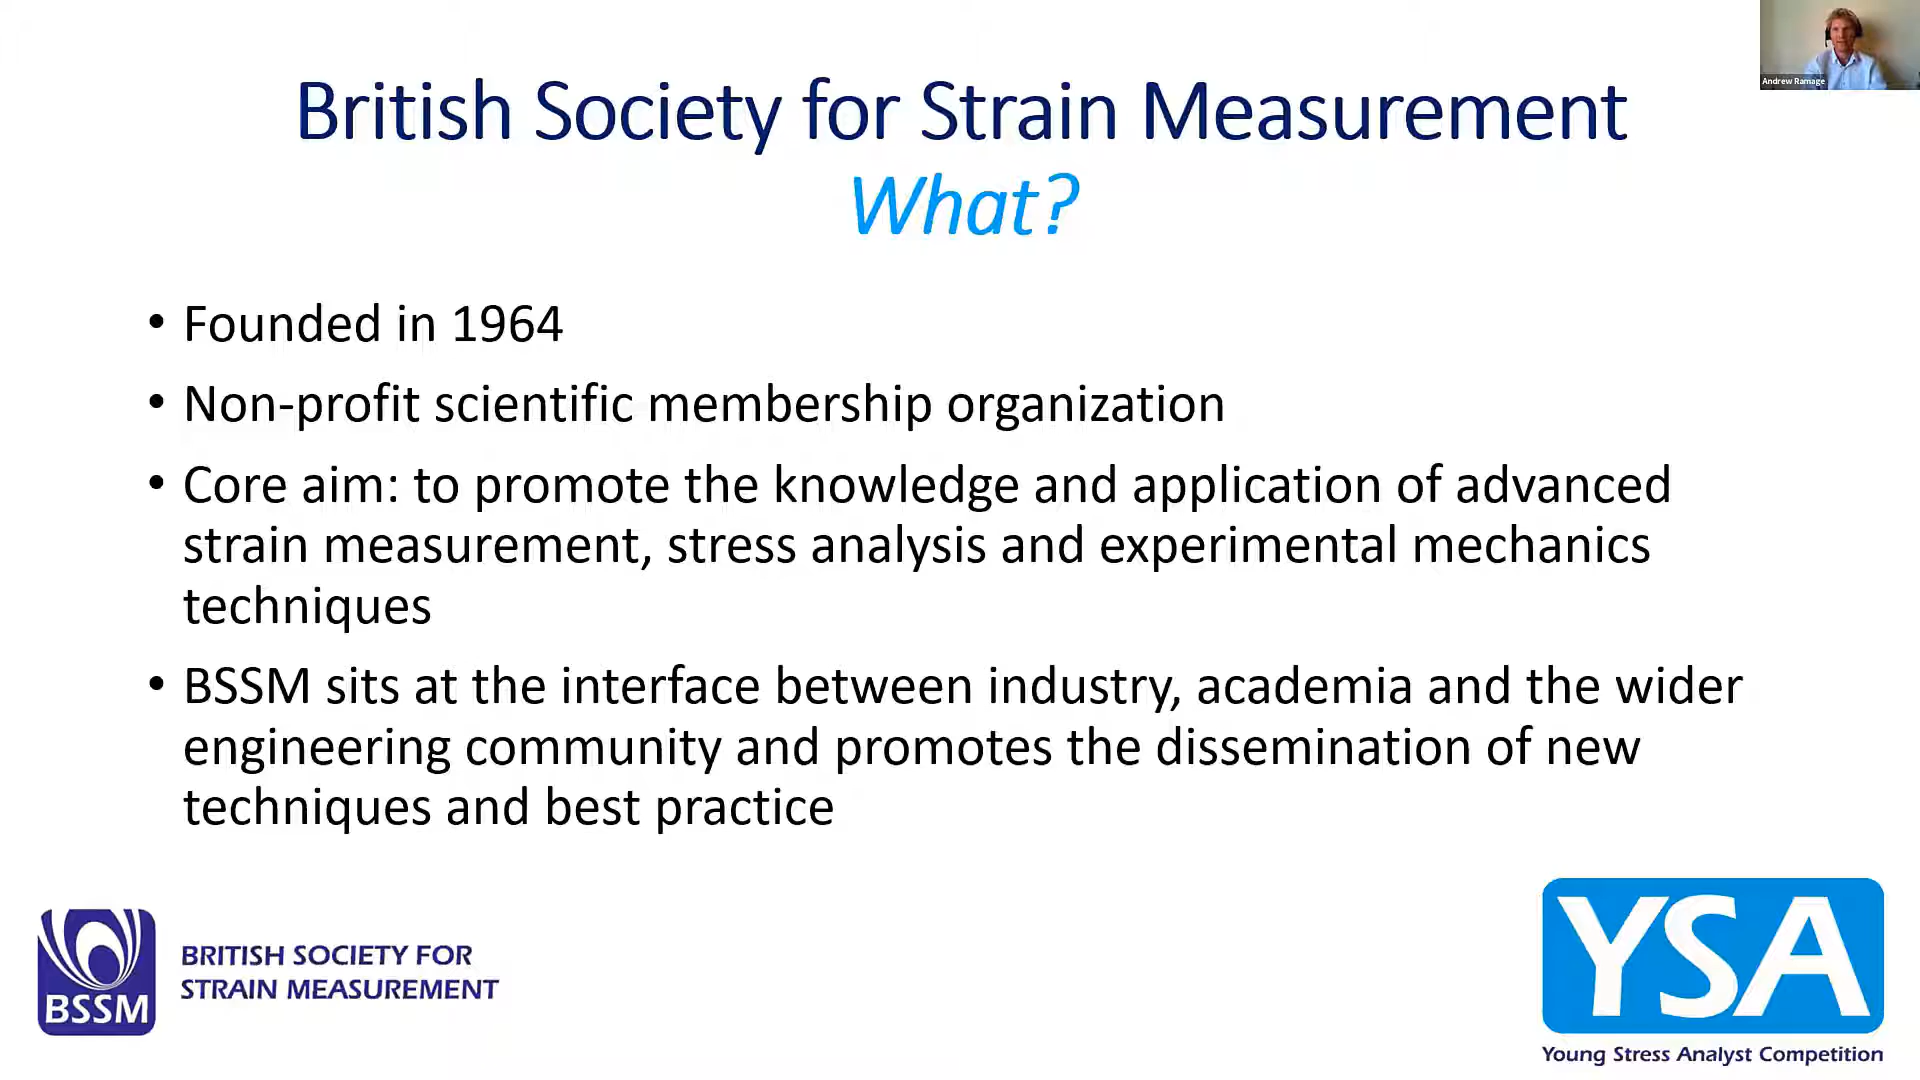 Andrew Ramage
British Society for Strain Measurement
What?
• Founded in 1964
• Non-profit scientific membership organization
• Core aim: to promote the knowledge and application of advanced
strain measurement, stress analysis and experimental mechanics
techniques
• BSSM sits at the interface between industry, academia and the wider
engineering community and promotes the dissemination of new
techniques and best practice
BSSM
BRITISH SOCIETY FOR
STRAIN MEASUREMENT
YSA
Young Stress Analyst Competition